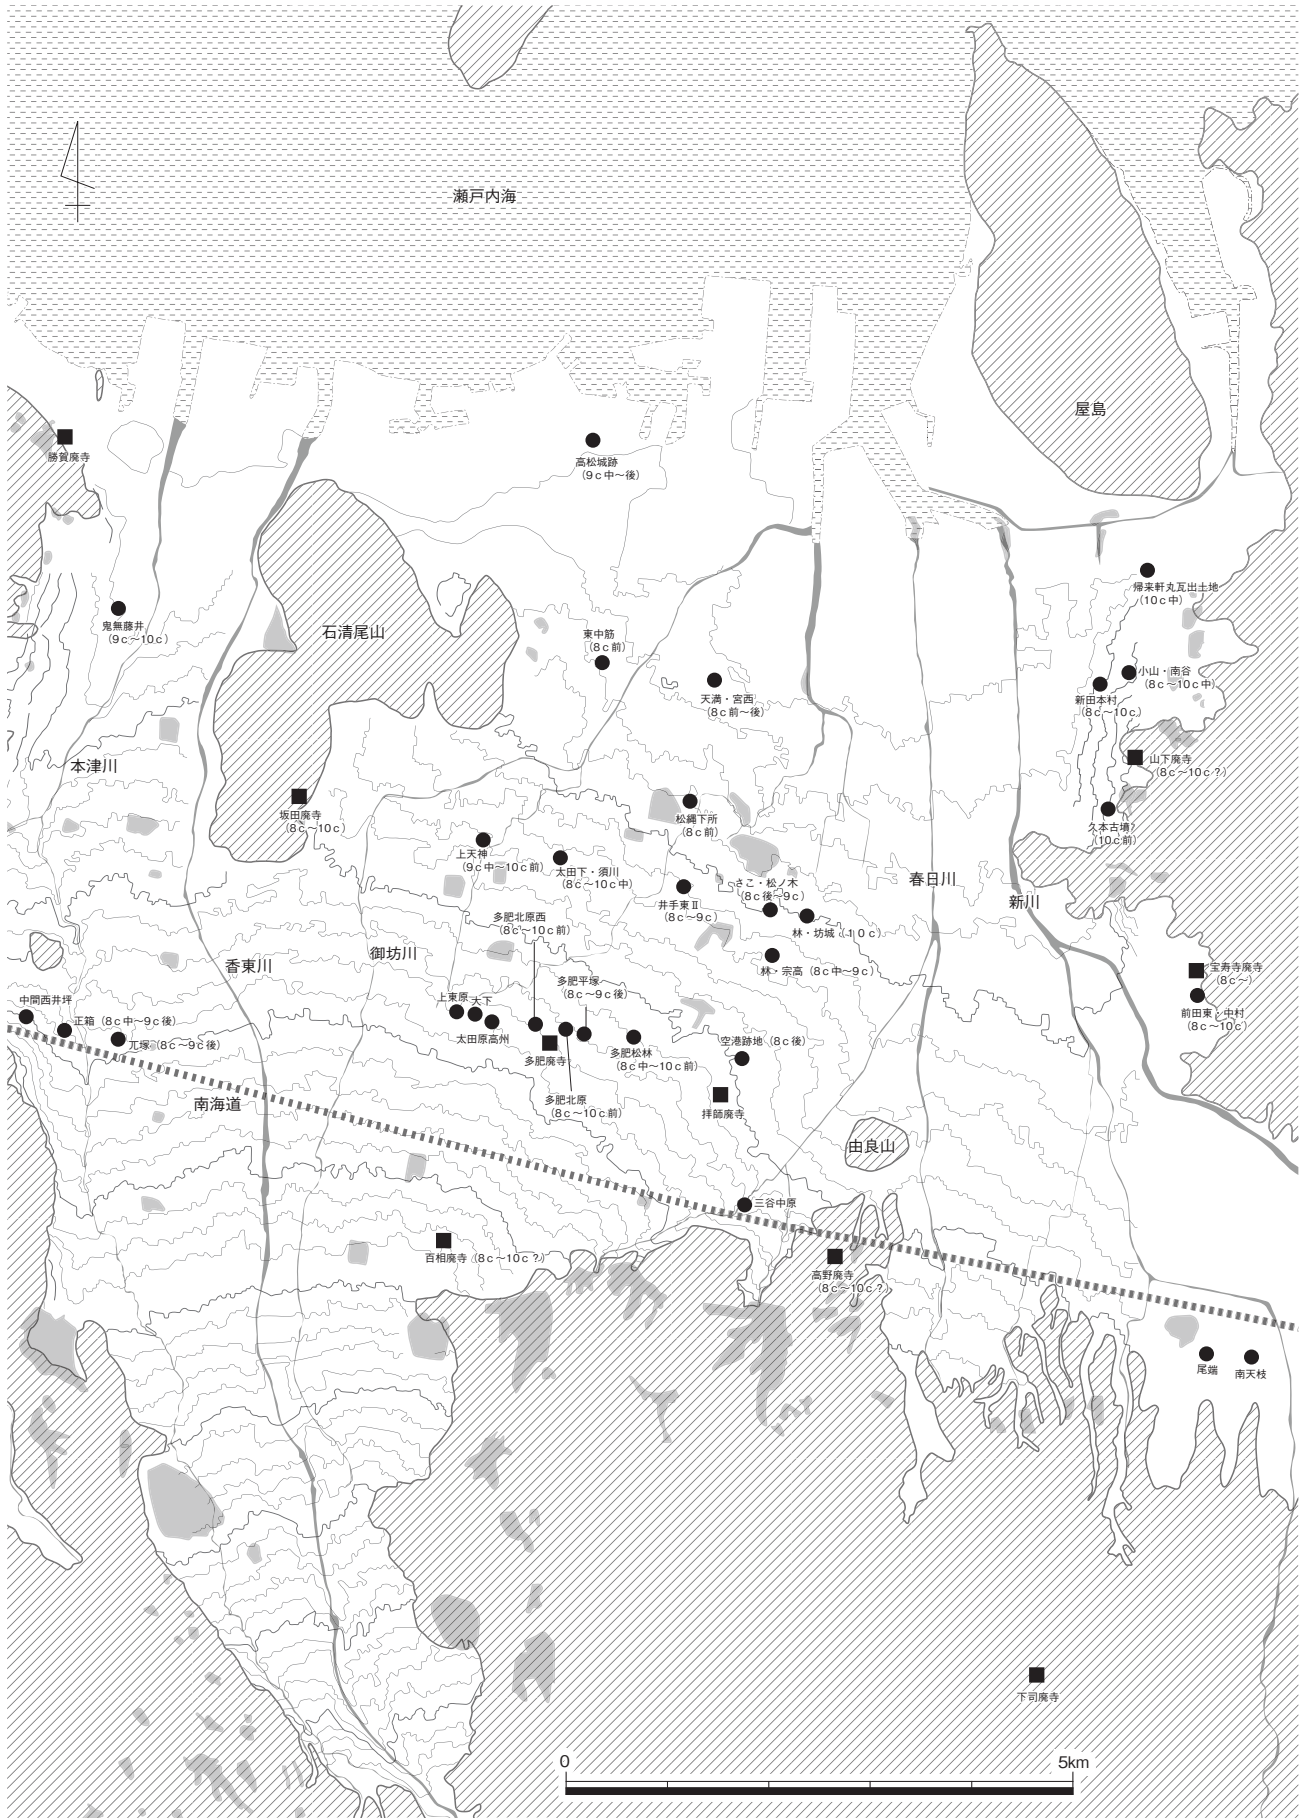 瀬戸内海
屋島
勝賀廃寺
高松城跡
（9ｃ中～後）
帰来軒丸瓦出土地
（10ｃ中）
鬼無藤井
（9ｃ～10ｃ）
石清尾山
東中筋
（8ｃ前）
小山・南谷
（8ｃ～10ｃ中）
天満・宮西
（8ｃ前～後）
新田本村
（8ｃ～10ｃ）
本津川
山下廃寺
（8ｃ～10ｃ？）
坂田廃寺
（8ｃ～10ｃ）
松縄下所
（8ｃ前）
久本古墳?
（10ｃ前）
上天神
（9ｃ中～10ｃ前）
太田下・須川
（8ｃ～10ｃ中）
さこ・松ノ木
（8ｃ後～9ｃ）
春日川
新川
井手東Ⅱ
（8ｃ～9ｃ）
多肥北原西
（8ｃ～10ｃ前）
林・坊城（１０ｃ）
御坊川
香東川
林・宗高（8ｃ中～9ｃ）
宝寿寺廃寺
（8ｃ～）
多肥平塚
（8ｃ～9ｃ後）
中間西井坪
上東原
大下
前田東・中村
（8ｃ～10ｃ）
正箱（8ｃ中～9ｃ後）
太田原高州
空港跡地（8ｃ後）
（8ｃ～9ｃ後）
多肥廃寺
多肥松林
（8ｃ中～10ｃ前）
南海道
多肥北原
（8ｃ～10ｃ前）
拝師廃寺
由良山
三谷中原
百相廃寺（8ｃ～10ｃ？）
高野廃寺
（8ｃ～10ｃ？）
尾端
南天枝
下司廃寺
0
5km